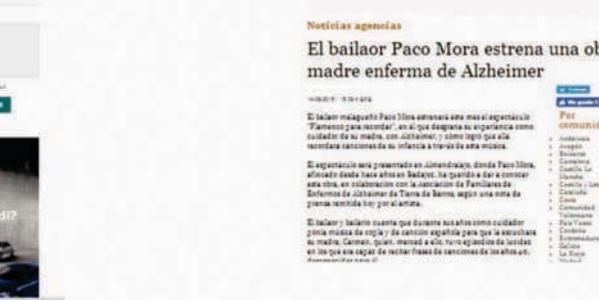 Noticias agencias
El bailaor Paco Mora estrena una ob
madre enferma de Alzheimer
El bailaor malagueño Paco Mora estrenará este mes el espectáculo
"Flamenco para recordar", en el que desgrana su experiencia como
cuidador de su madre, con Alzheimer, y cómo logró que ella
recordara canciones de su infancia a través de esta música.
El espectáculo será presentado en Almendralejo, donde Paco Mora,
afincado desde hace años en Badajoz, ha querido a dar a conocer
esta obra, en colaboración con la Asociación de Familiares de
Enfermos de Alzheimer de Tierra de Barros, según una nota de
prensa remitida hoy por el artista.
El bailaor y bailarín cuenta que durante sus años como cuidador
ponía música de copla y de canción española para que la escuchara
su madre, Carmen, quien, merced a ello, tuvo episodios de lucidez
en los que era capaz de recitar frases de canciones de los años
Me gusta
Por
comunid
Andalucía
Aragón
Baleares
Cantabria
Castilla La
Mancha
Castilla y León
Cataluña
Ceuta
Comunidad
Valenciana
País Vasco
Córdoba
Extremadura
Galicia
La Rioja
Madrid
di?